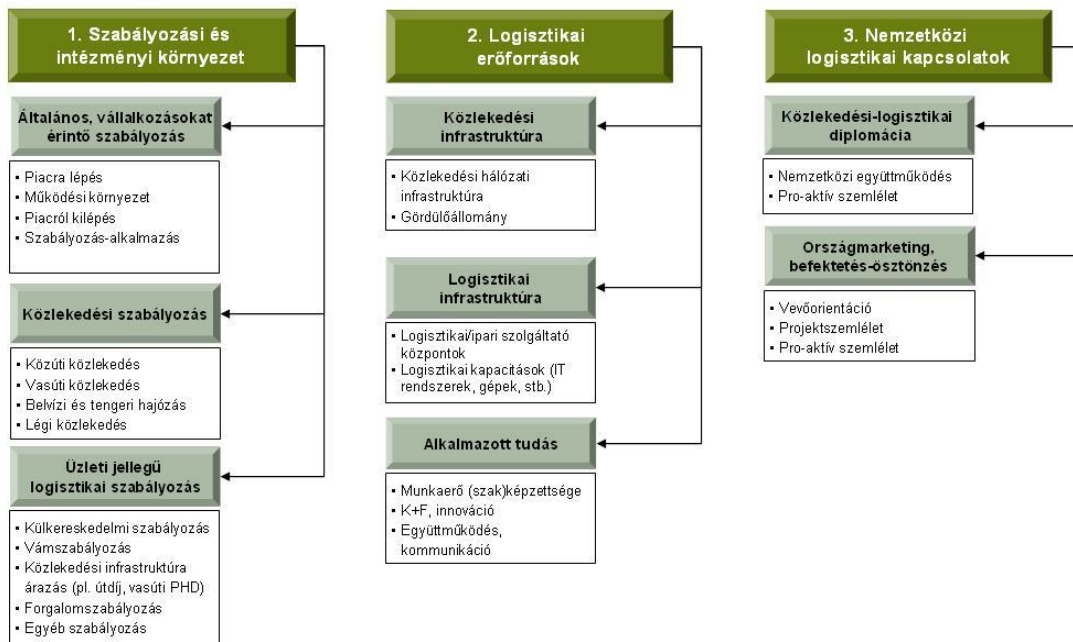 1. Szabályozási és
intézményi környezet
Általános, vállalkozásokat
érintő szabályozás
▪ Piacra lépés
▪ Működési környezet
▪ Piacról kilépés
▪ Szabályozás-alkalmazás
Közlekedési szabályozás
▪ Közúti közlekedés
▪ Vasúti közlekedés
▪ Belvízi és tengeri hajózás
▪ Légi közlekedés
Üzleti jellegű
logisztikai szabályozás
▪ Külkereskedelmi szabályozás
▪ Vámszabályozás
▪ Közlekedési infrastruktúra
árazás (pl. útdíj, vasúti PHD)
▪ Forgalomszabályozás
▪ Egyéb szabályozás
2. Logisztikai
erőforrások
Közlekedési
infrastruktúra
▪ Közlekedési hálózati
infrastruktúra
▪ Gördülőállomány
Logisztikai
infrastruktúra
▪ Logisztikai/ipari szolgáltató
központok
▪ Logisztikai kapacitások (IT
rendszerek, gépek, stb.)
Alkalmazott tudás
▪ Munkaerő (szak)képzettsége
▪ K+F, innováció
▪ Együttműködés,
kommunikáció
3. Nemzetközi
logisztikai kapcsolatok
Közlekedési-logisztikai
diplomácia
▪ Nemzetközi együttműködés
▪ Pro-aktív szemlélet
Országmarketing,
befektetés-ösztönzés
▪ Vevőorientáció
▪ Projektszemlélet
▪ Pro-aktív szemlélet